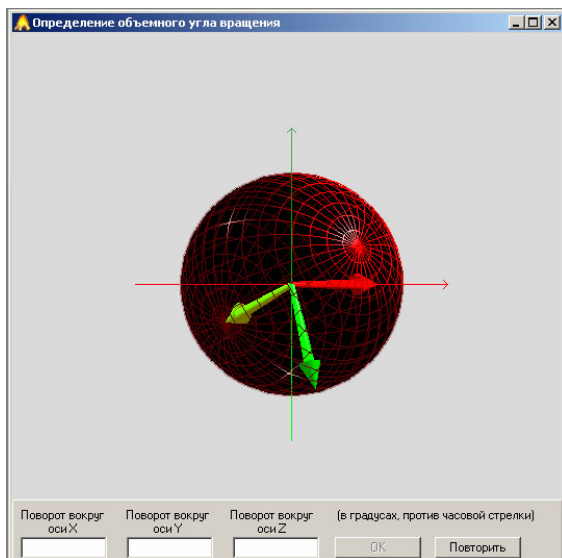 Определение объемного угла вращения
Поворот вокруг оси X
Поворот вокруг оси Y
Поворот вокруг оси Z
(в градусах, против часовой стрелки)
OK
Повторить